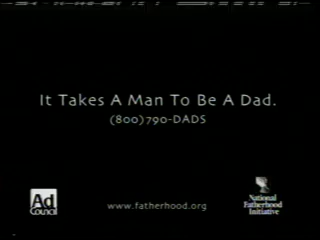 It Takes A Man To Be A Dad.
(800)790-DADS
Ad
Council
www.fatherhood.org
National
Fatherhood
Initiative